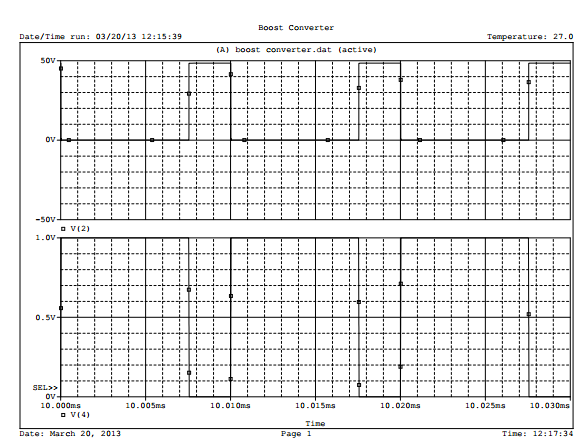 Boost Converter
Date/Time run: 03/20/13 12:15:39 Temperature: 27.0
(A) boost converter.dat (active)
50V
0V
-50V
V(2)
1.0V
0.5V
SEL>>
0V
10.000ms 10.005ms 10.010ms 10.015ms 10.020ms 10.025ms 10.030ms
V(4)
Time
Date: March 20, 2013 Page 1 Time: 12:17:34